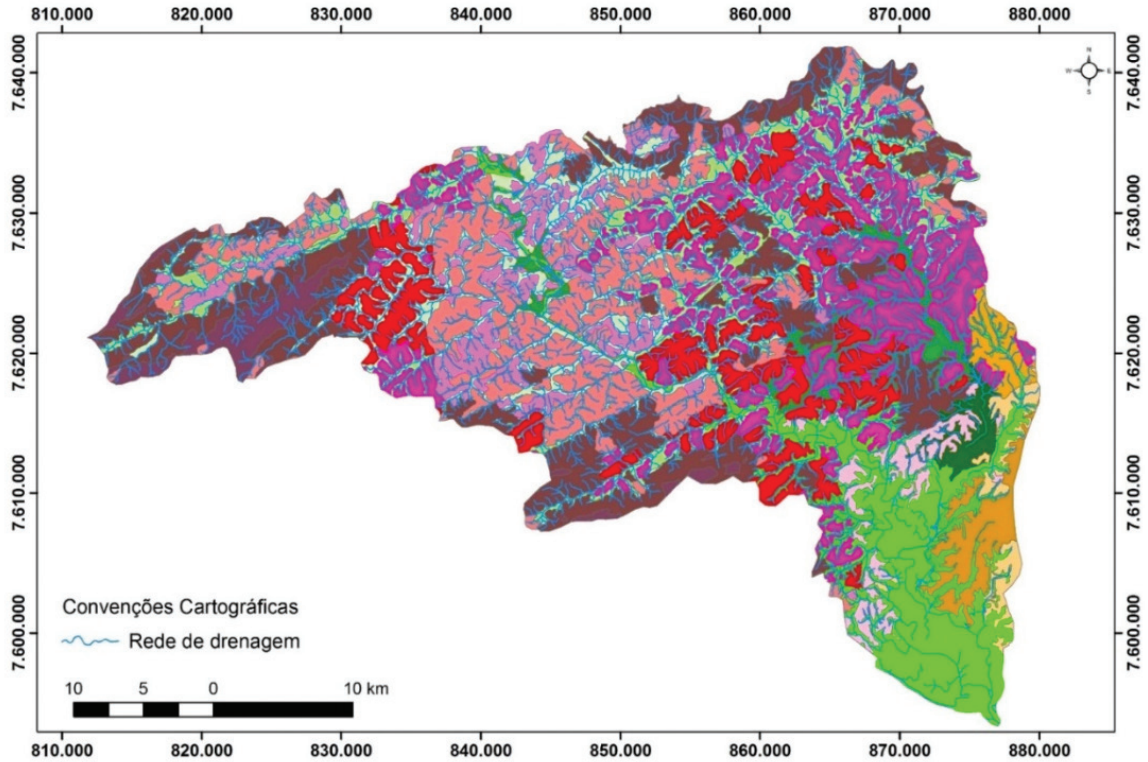 810.000 820.000 830.000 840.000 850.000 860.000 870.000 880.000
7.640.000 7.640.000
N
W E
S
7.630.000 7.630.000
7.620.000 7.620.000
7.610.000 7.610.000
Convenções Cartográficas
7.600.000 7.600.000
Rede de drenagem
10 5 0 10 km
810.000 820.000 830.000 840.000 850.000 860.000 870.000 880.000